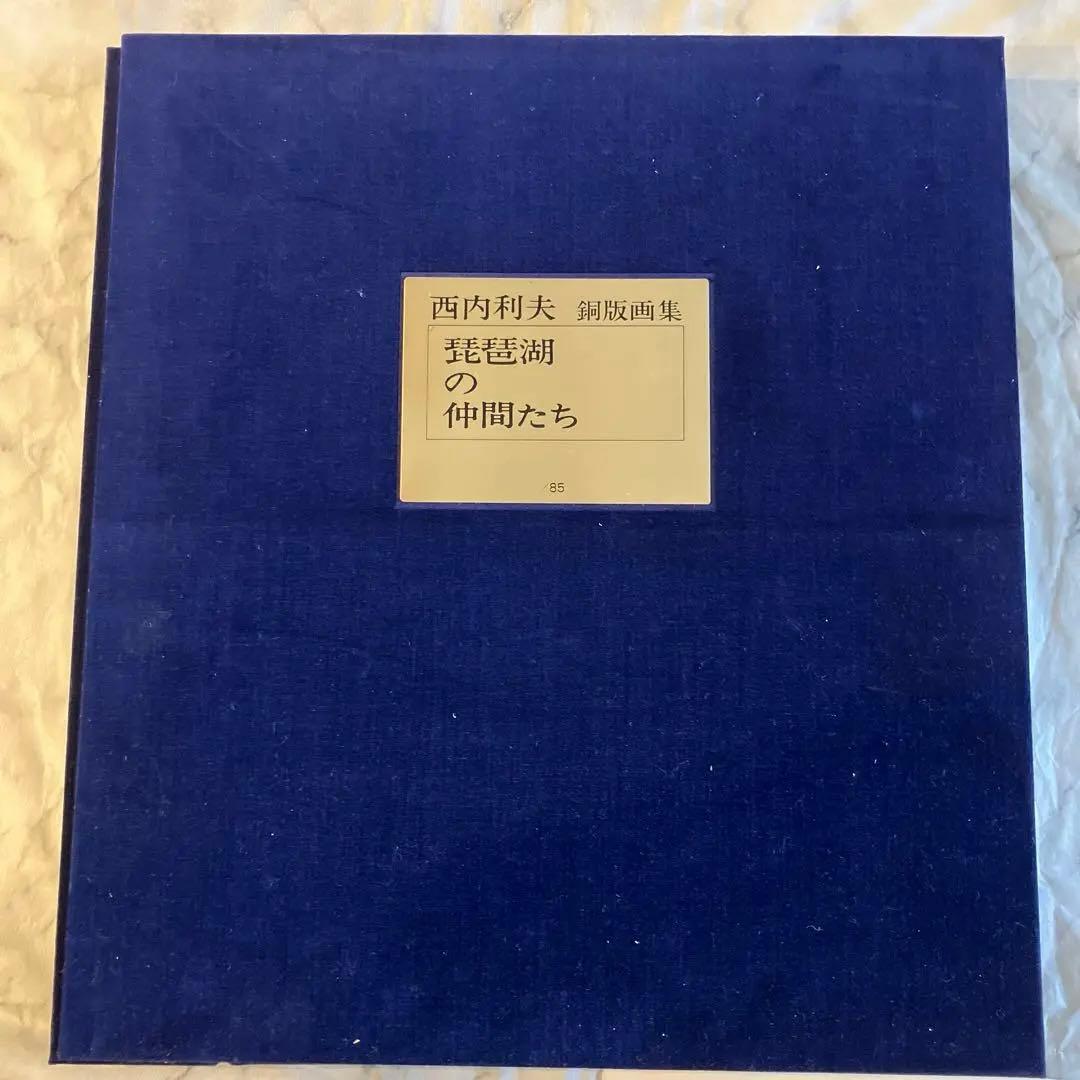 西内利夫 銅版画集
琵琶湖
の
仲間たち
/85